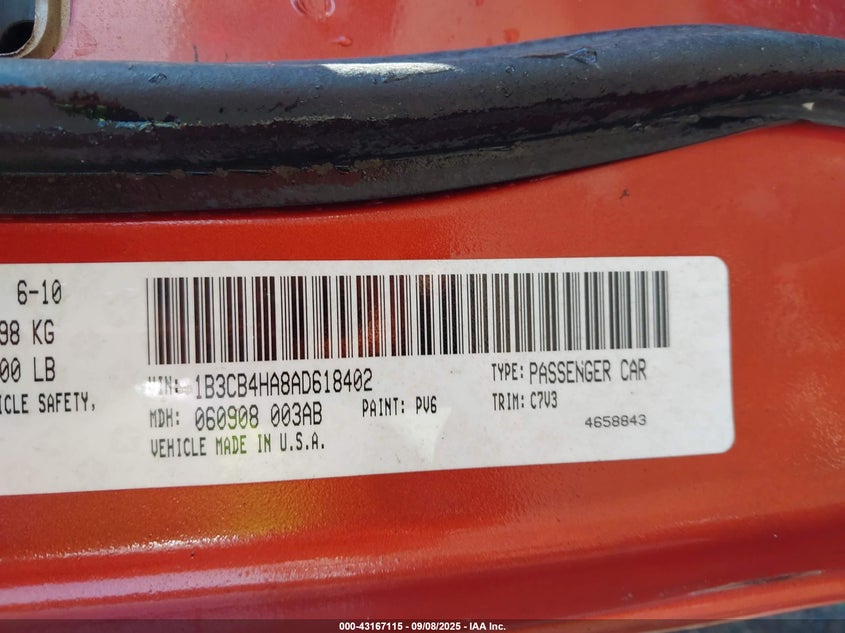 6-10
98 KG
00 LB
ICLE SAFETY,
VIN: 1B3CB4HA8AD618402
TYPE: PASSENGER CAR
MDH: 060908 003AB
PAINT: PV6
TRIM: C7V3
4658843
VEHICLE MADE IN U.S.A.
000-43167115 - 09/08/2025 - IAA Inc.